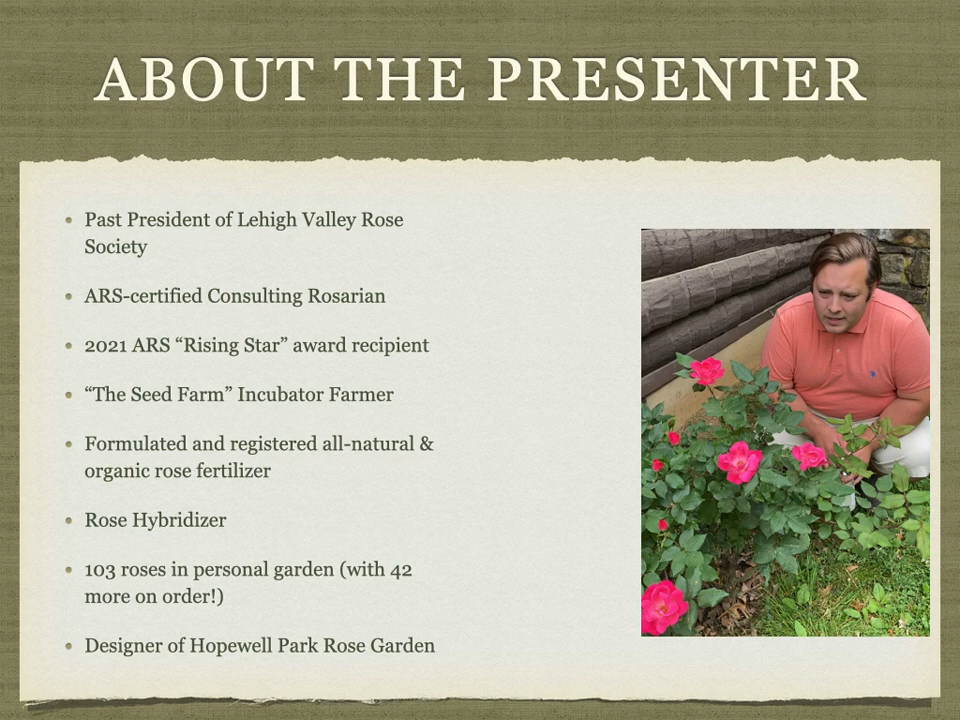 ABOUT THE PRESENTER
• Past President of Lehigh Valley Rose
Society
• ARS-certified Consulting Rosarian
• 2021 ARS “Rising Star” award recipient
• “The Seed Farm” Incubator Farmer
• Formulated and registered all-natural &
organic rose fertilizer
• Rose Hybridizer
• 103 roses in personal garden (with 42
more on order!)
• Designer of Hopewell Park Rose Garden